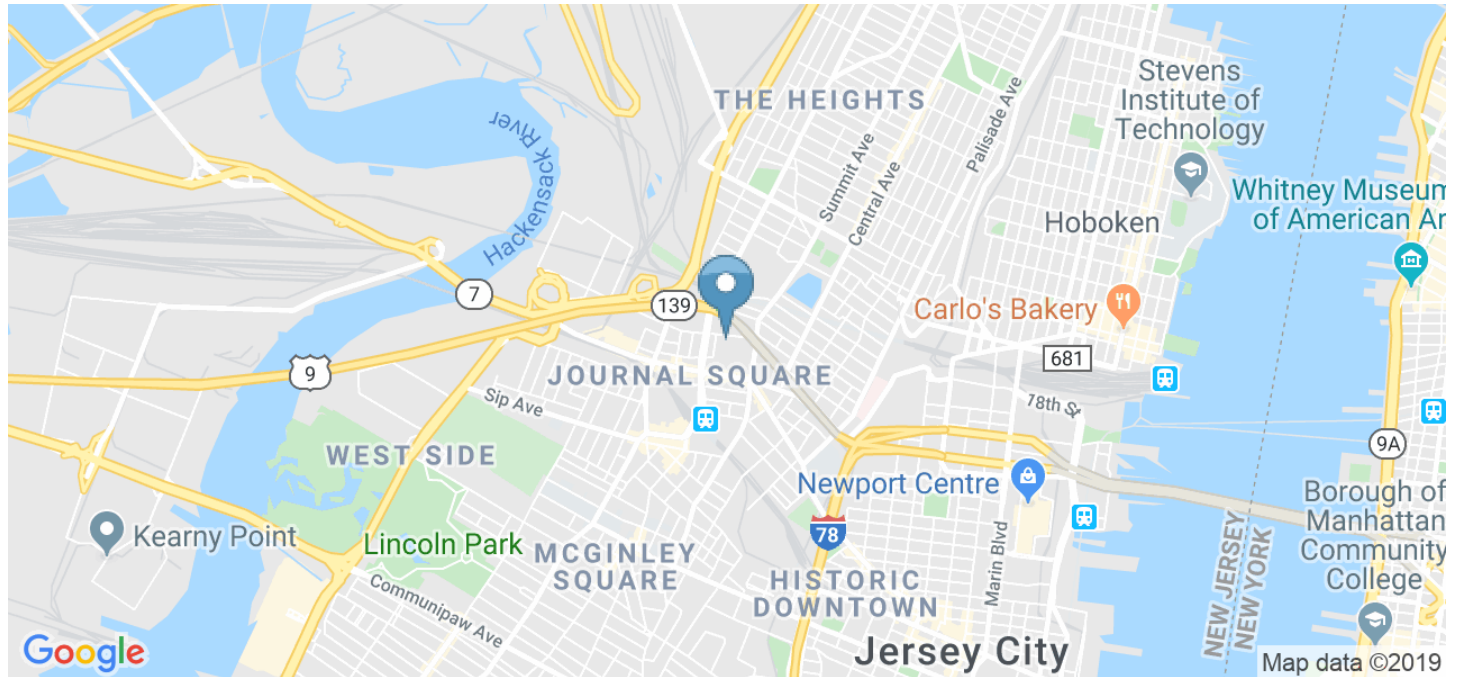 Stevens
Institute of
Technology
THE HEIGHTS
Palisade Ave
Hackensack River
Summit Ave
Central Ave
Whitney Museum
of American Ar
Hoboken
7
139
Carlo's Bakery
681
9
JOURNAL SQUARE
Sip Ave
18th St
9A
WEST SIDE
Newport Centre
Borough of
Manhattan
Community
College
Kearny Point
78
Lincoln Park
MCGINLEY
SQUARE
Marin Blvd
NEW JERSEY
NEW YORK
HISTORIC
DOWNTOWN
Communipaw Ave
Jersey City
Google
Map data ©2019